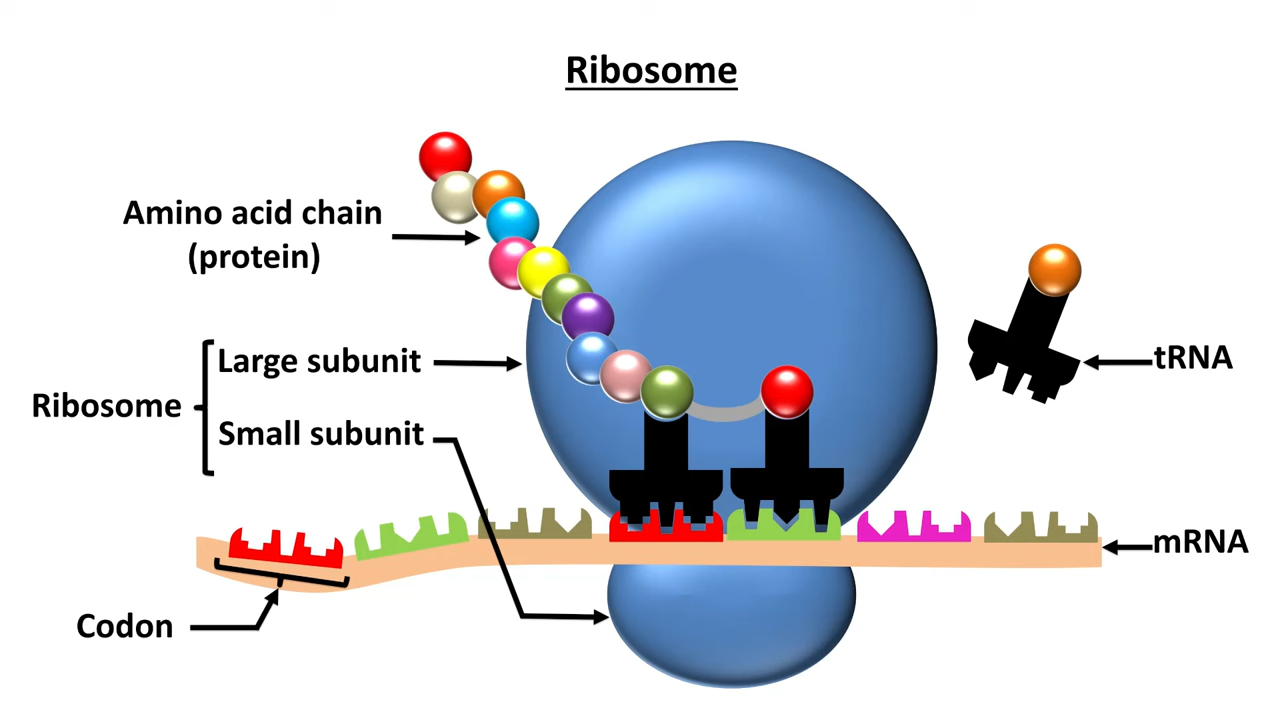 Ribosome
Amino acid chain
(protein)
Large subunit
Ribosome
Small subunit
tRNA
mRNA
Codon